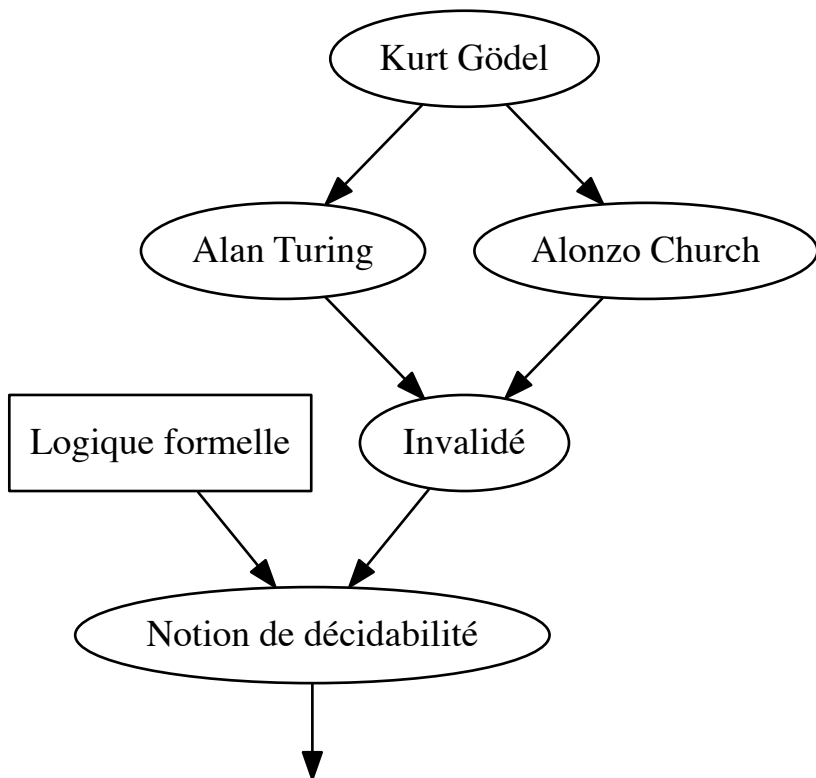 Kurt Gödel
Alan Turing
Alonzo Church
Logique formelle
Invalidé
Notion de décidabilité